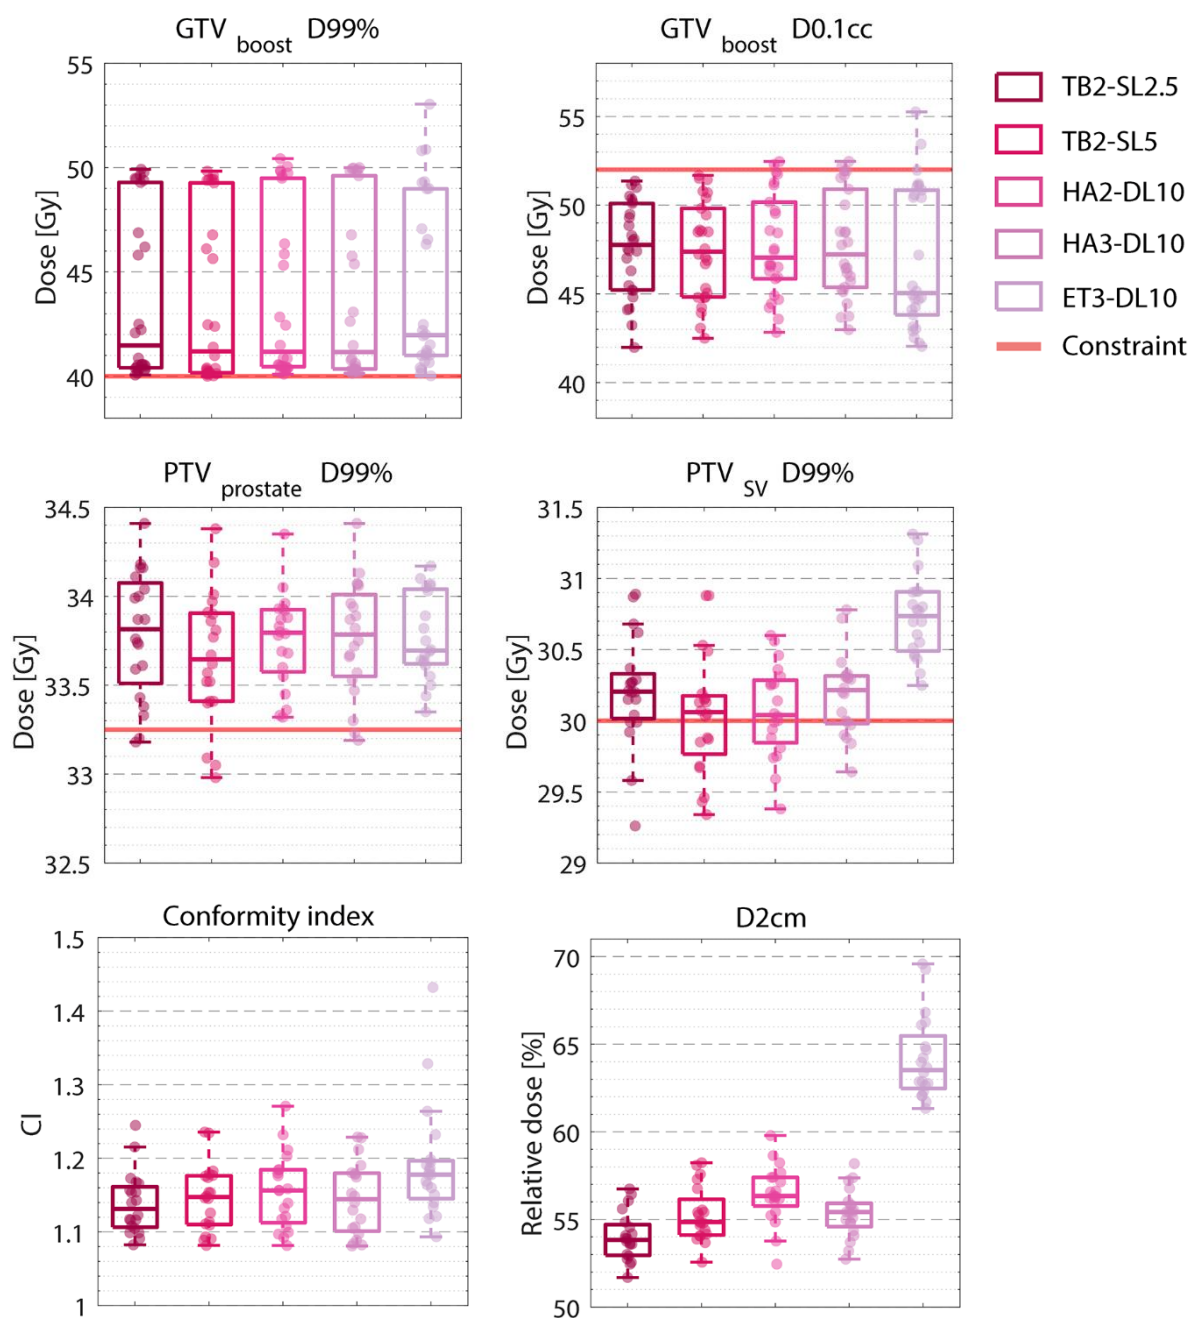 GTV boost D99%
55
50
45
40
Dose [Gy]
GTV boost D0.1cc
55
50
45
40
Dose [Gy]
TB2-SL2.5
TB2-SL5
HA2-DL10
HA3-DL10
ET3-DL10
Constraint
PTV prostate D99%
34.5
34
33.5
33
32.5
Dose [Gy]
PTV SV D99%
31.5
31
30.5
30
29.5
29
Dose [Gy]
Conformity index
1.5
1.4
1.3
1.2
1.1
1
CI
D2cm
70
65
60
55
50
Relative dose [%]